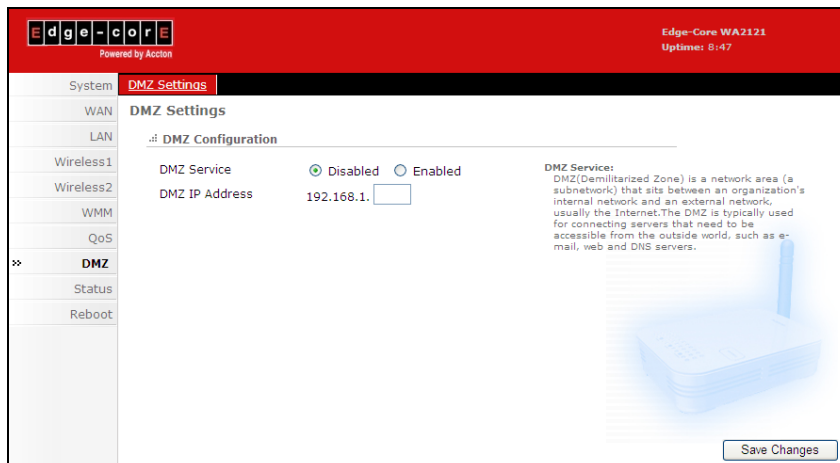 Edge-corE
Powered by Accton
Edge-Core WA2121
Uptime: 8:47
System
WAN
LAN
Wireless1
Wireless2
WMM
QoS
»
DMZ
Status
Reboot
DMZ Settings
DMZ Settings
DMZ Configuration
DMZ Service Disabled Enabled
DMZ IP Address 192.168.1.
DMZ Service:
DMZ(Demilitarized Zone) is a network area (a
subnetwork) that sits between an organization's
internal network and an external network,
usually the Internet.The DMZ is typically used
for connecting servers that need to be
accessible from the outside world, such as e-
mail, web and DNS servers.
Save Changes